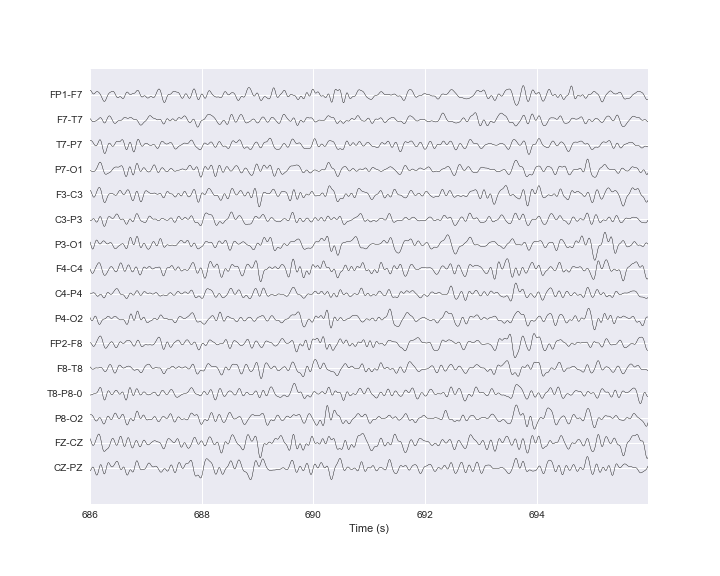 FP1-F7
F7-T7
T7-P7
P7-O1
F3-C3
C3-P3
P3-O1
F4-C4
C4-P4
P4-O2
FP2-F8
F8-T8
T8-P8-0
P8-O2
FZ-CZ
CZ-PZ
686 688 690 692 694
Time (s)